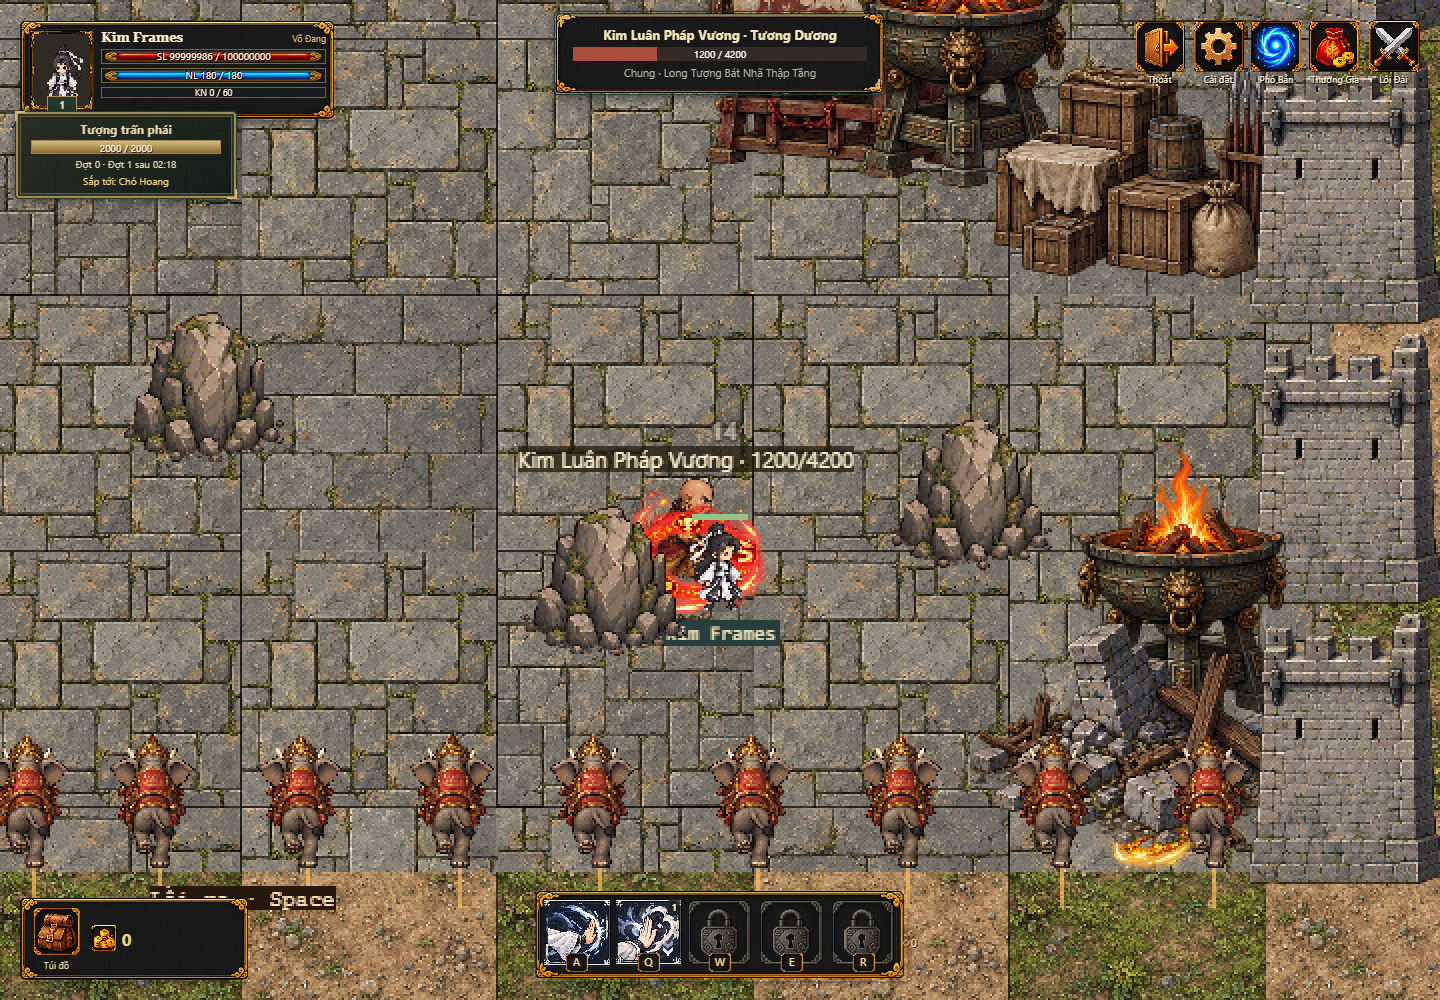 Kim Frames
Võ Đang
SL 99999986 / 100000000
NL 180 / 180
KN 0 / 60
1
Tượng trấn phái
2000 / 2000
Đợt 0 · Đợt 1 sau 02:18
Sắp tới: Chó Hoang
Kim Luân Pháp Vương - Tương Dương
1200 / 4200
Chung · Long Tượng Bát Nhã Thập Tầng
Thoát
Cài đặt
Phó Bản
Thương Gia
Lôi Đài
14
Kim Luân Pháp Vương · 1200/4200
Kim Frames
- Space
0
Túi đồ
1
A
Q
W
E
R